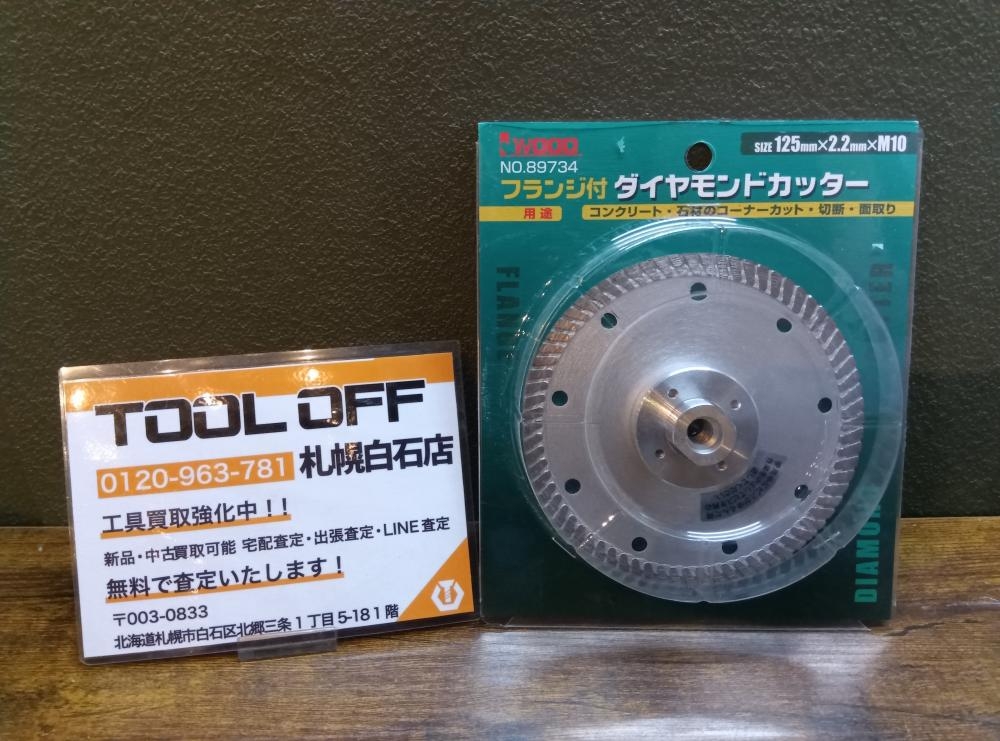 TOOL OFF
0120-963-781 札幌白石店
工具買取強化中!!
新品・中古買取可能 宅配査定・出張査定・LINE査定
無料で査定いたします!
〒003-0833
北海道札幌市白石区北郷三条1丁目5-18 1階
SIZE 125mm×2.2mm×M10
NO.89734
フランジ付 ダイヤモンドカッター
用途 コンクリート・石材のコーナーカット・切断・面取り